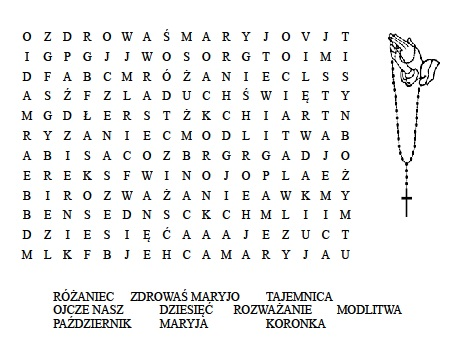 O Z D R O W A Ś M A R Y J O V J T
I G P G J J W O S O R G T O I M I
D F A B C M R Ó Ż A N I E C L S S
A S Ż F Z L A D U C H Ś W I Ę T Y
M G D Ł E R S T Ż K C H I A R T N
R Y Z A N I E C M O D L I T W A B
A B I S A C O Z B R G R G A D J O
E R E K S F W I N O J O P L A E Ż
B I R O Z W A Ż A N I E A W K M Y
B E N S E D N S C K C H M L I I M
D Z I E S I Ę Ć A A A J E Z U C T
M L K F B J E H C A M A R Y J A U
RÓŻANIEC ZDROWAŚ MARYJO TAJEMNICA
OJCZE NASZ DZIESIĘĆ ROZWAŻANIE MODLITWA
PAŹDZIERNIK MARYJA KORONKA